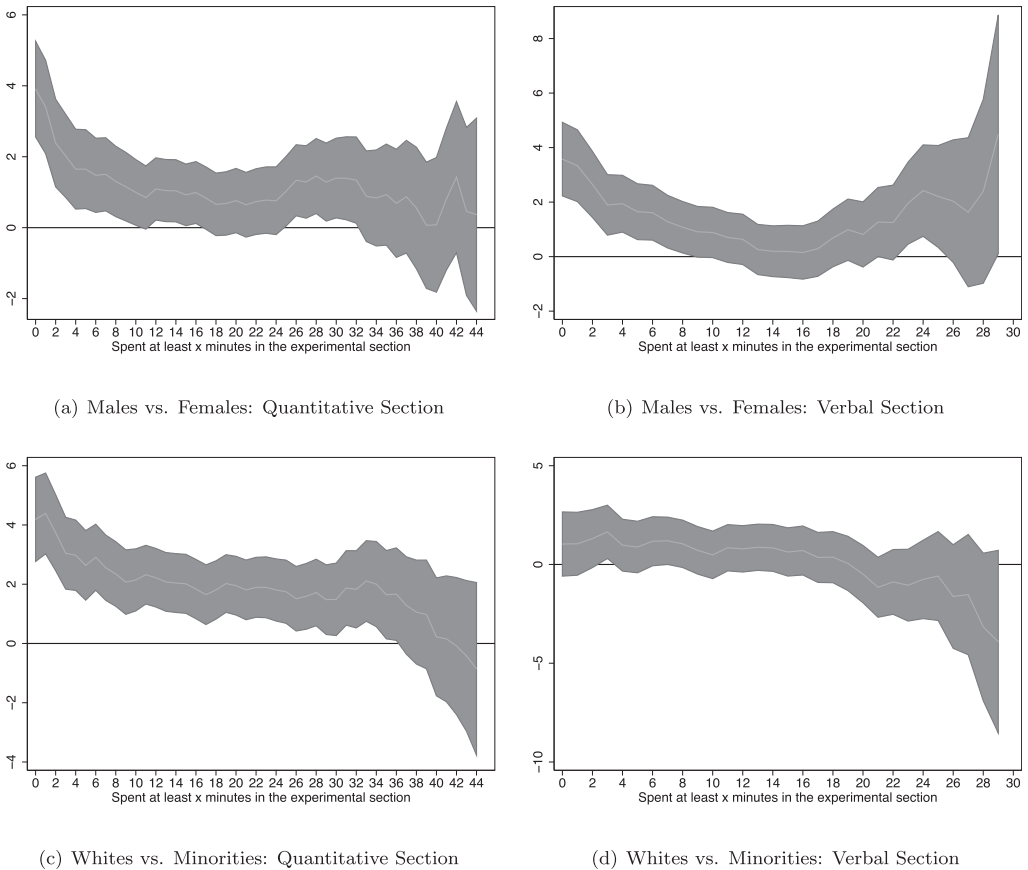 6
4
2
0
−2
0 2 4 6 8 10 12 14 16 18 20 22 24 26 28 30 32 34 36 38 40 42 44
Spent at least x minutes in the experimental section
(a) Males vs. Females: Quantitative Section
8
6
4
2
0
−2
0 2 4 6 8 10 12 14 16 18 20 22 24 26 28 30
Spent at least x minutes in the experimental section
(b) Males vs. Females: Verbal Section
6
4
2
0
−2
−4
0 2 4 6 8 10 12 14 16 18 20 22 24 26 28 30 32 34 36 38 40 42 44
Spent at least x minutes in the experimental section
(c) Whites vs. Minorities: Quantitative Section
5
0
−5
−10
0 2 4 6 8 10 12 14 16 18 20 22 24 26 28 30
Spent at least x minutes in the experimental section
(d) Whites vs. Minorities: Verbal Section